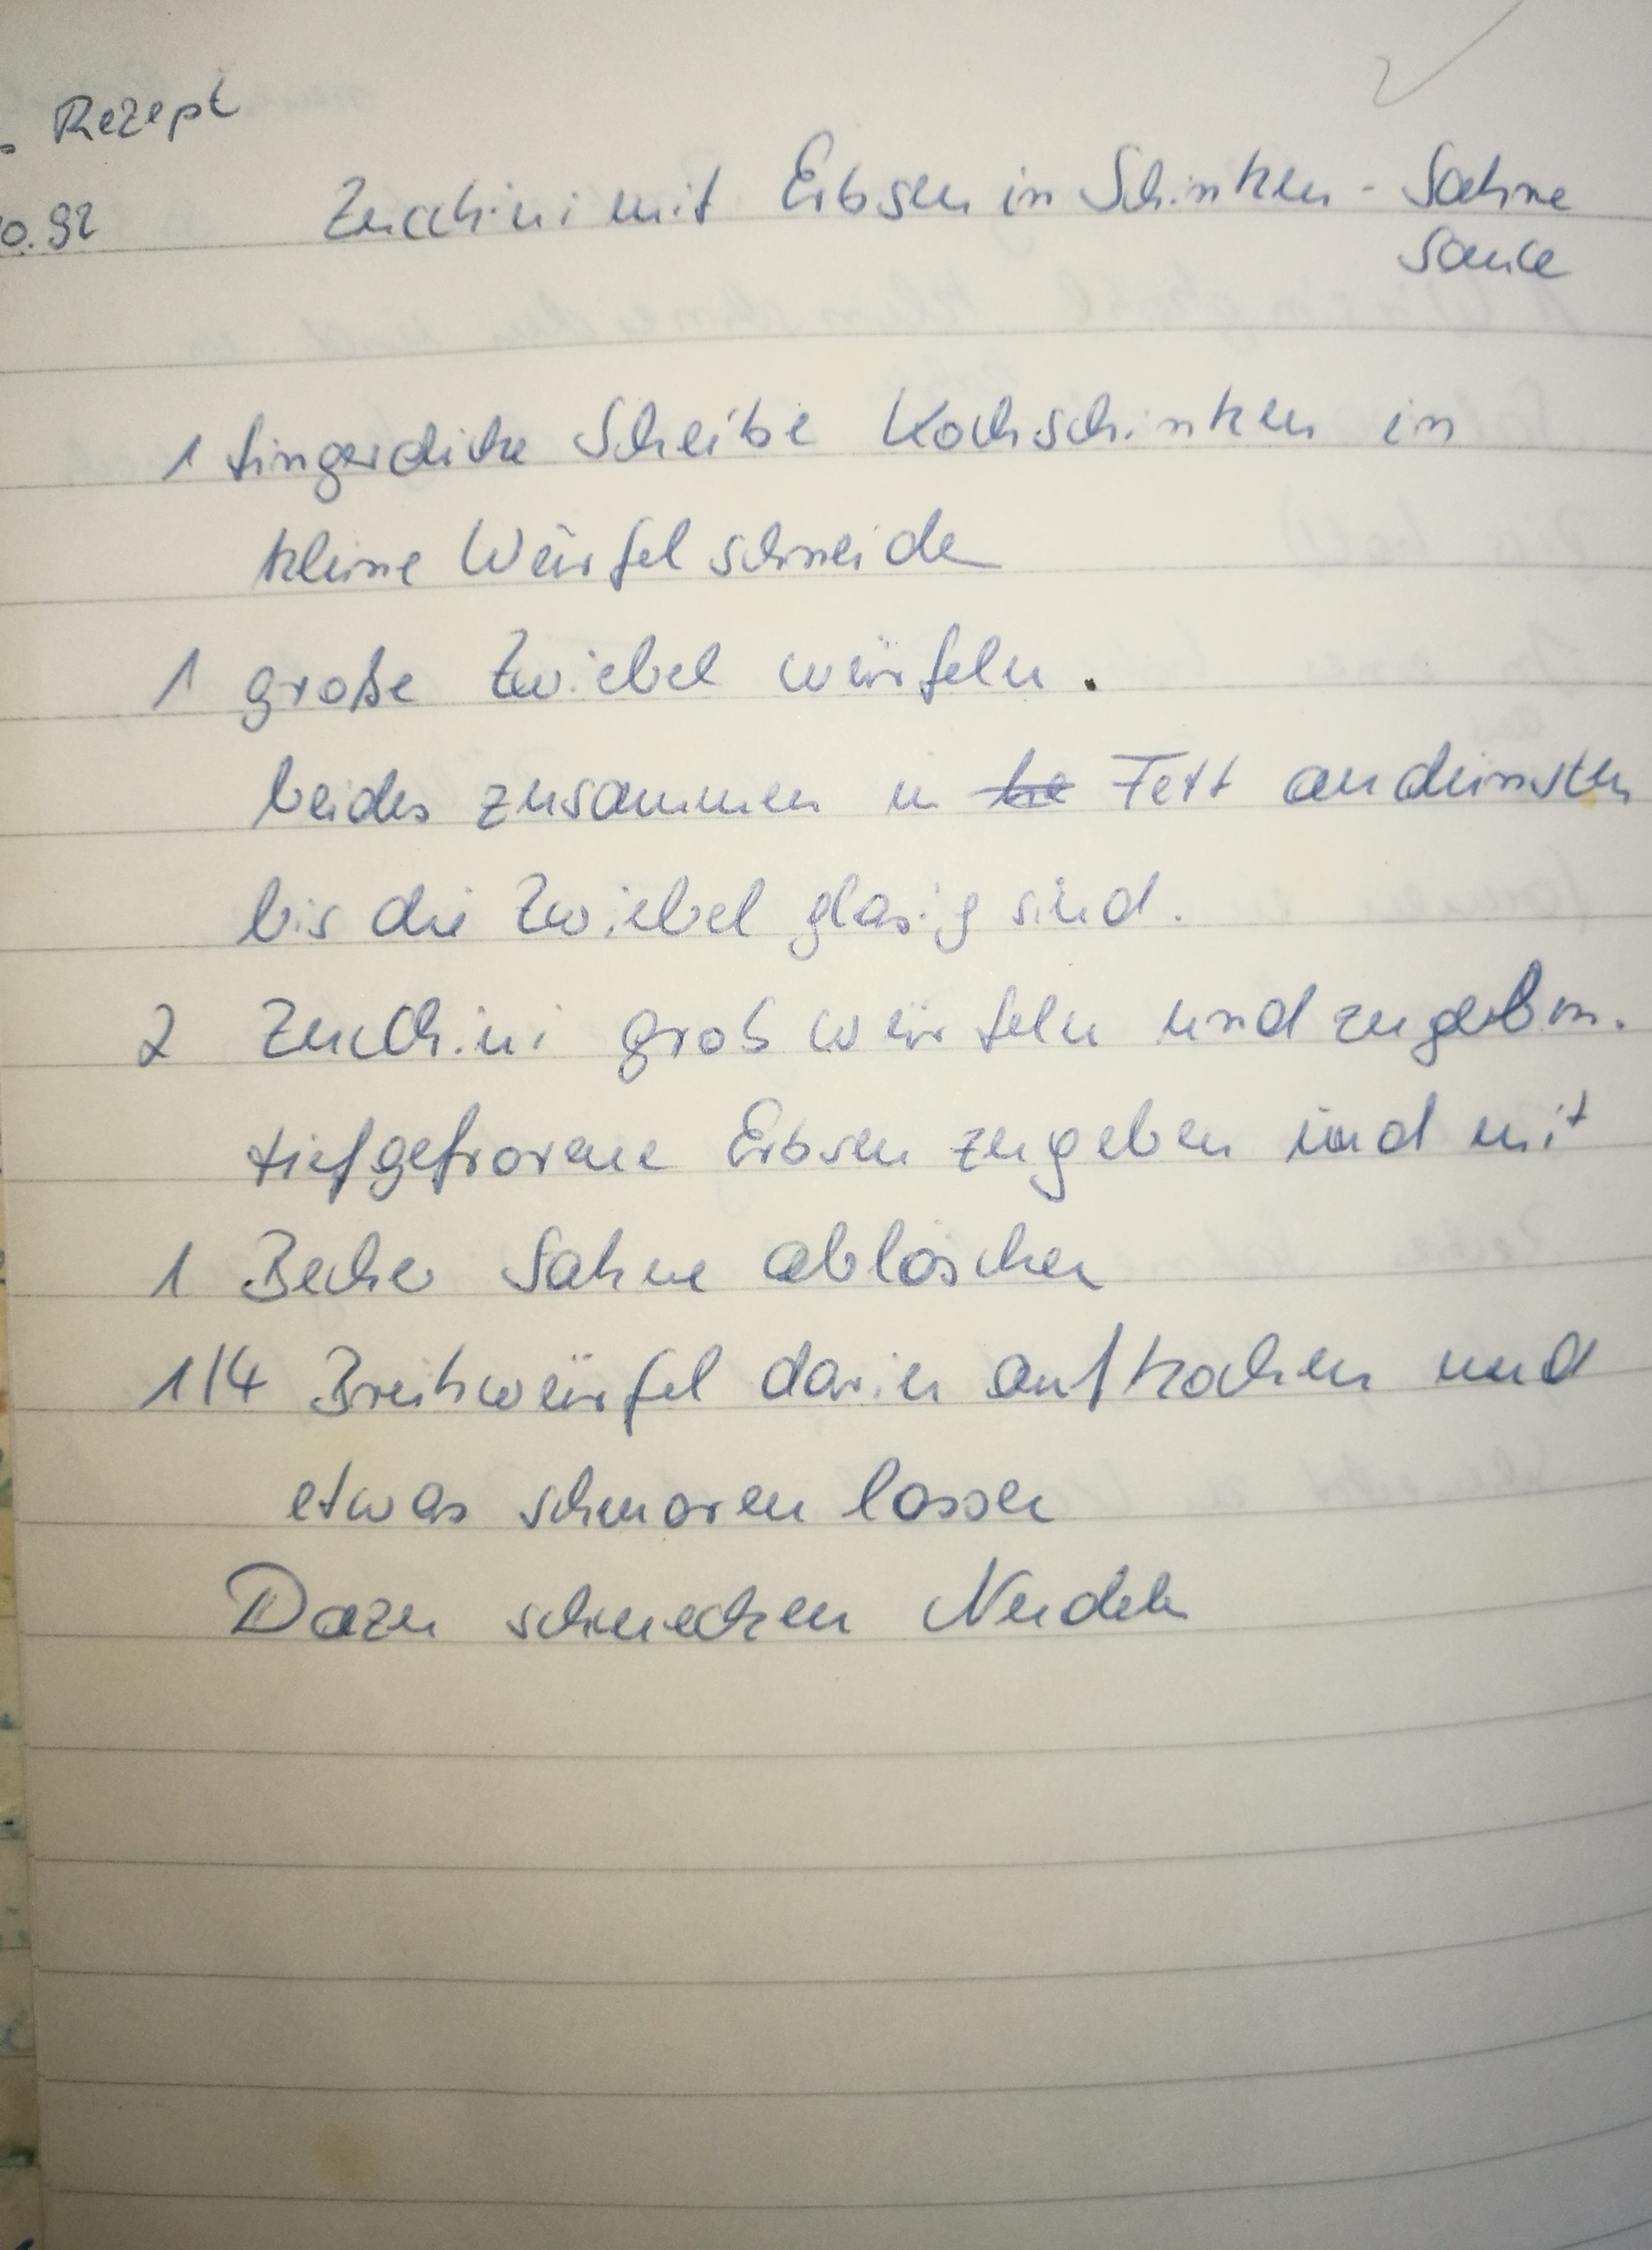 . Rezept
0.92
Zucchini mit Erbsen in Schinken - Sahne
Sauce
1 fingerdicke Scheibe Kochschinken in
kleine Würfel schneiden
1 große Zwiebel würfeln.
beides zusammen in Fett andünsten
bis die Zwiebel glasig sind.
2 Zucchini grob würfeln und zugeben.
tiefgefrorene Erbsen zugeben und mit
1 Becher Sahne ablöschen
1/4 Brühwürfel darin aufkochen und
etwas schmoren lassen
Dazu schmecken Nudeln